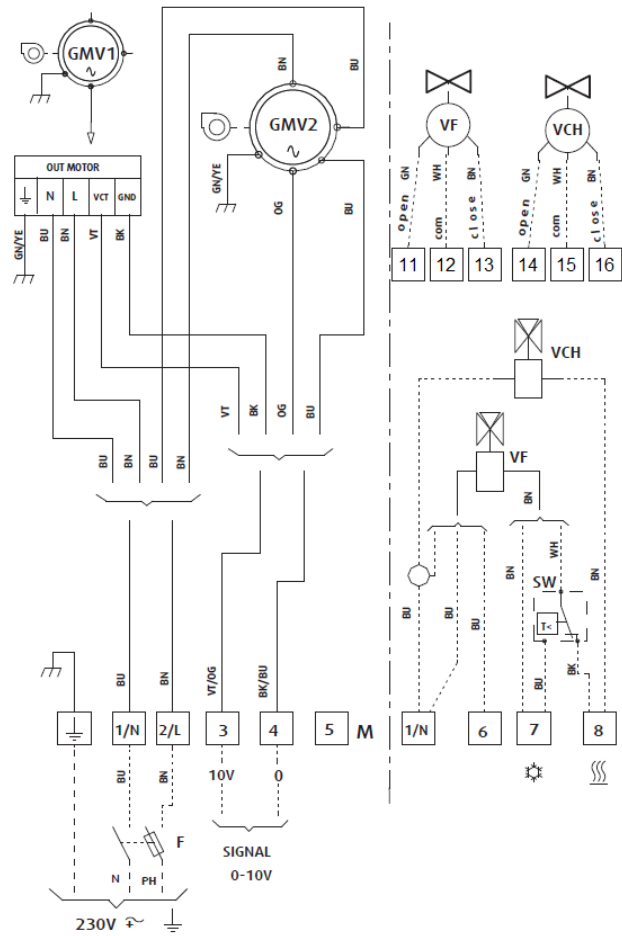 GMV1
OUT MOTOR
N L VCT GND
GN/YE BU BN VT BK
BN BU
GMV2
GN/YE OG BU
VT BK OG BU
BU BN BU BN
BU BN VT/OG BK/BU
1/N 2/L 3 4 5 M
BU BN 10V 0
F
N PH
SIGNAL
0-10V
230V
VF VCH
GN WH BN GN WH BN
open com close open com close
11 12 13 14 15 16
VCH
VF
BN
WH
SW
BU BU BU BN BN
T<
BU BK
1/N 6 7 8